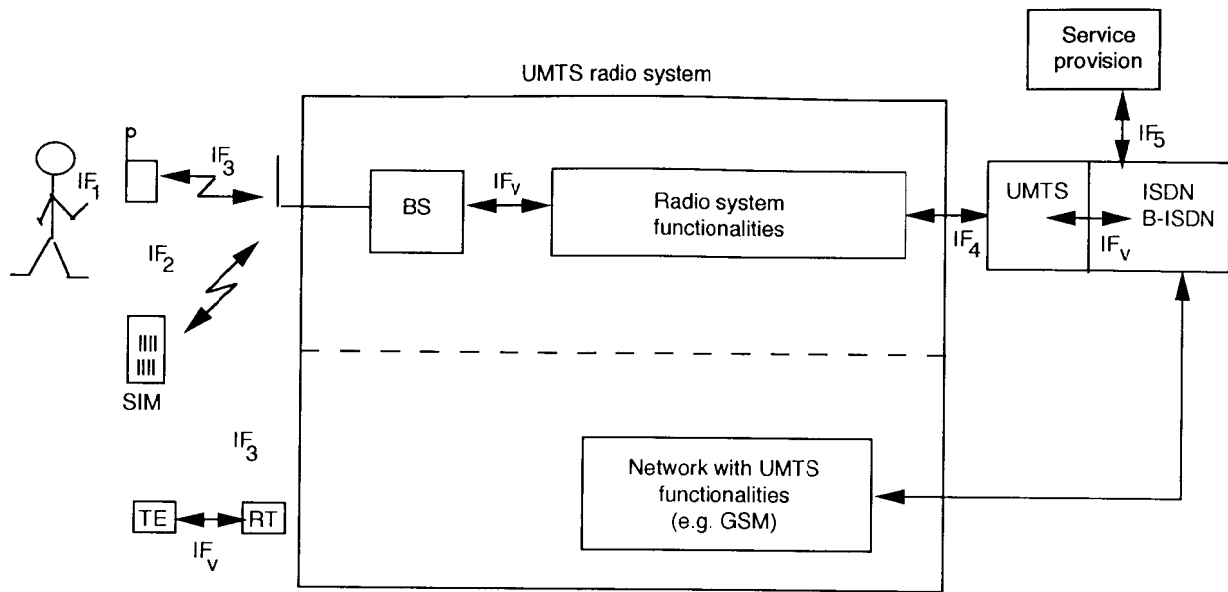 Service
provision
UMTS radio system
IF5
IF1
IF3
BS
IFv
Radio system
functionalities
IF4
UMTS
ISDN
B-ISDN
IFv
IF2
SIM
IF3
TE
RT
IFv
Network with UMTS
functionalities
(e.g. GSM)